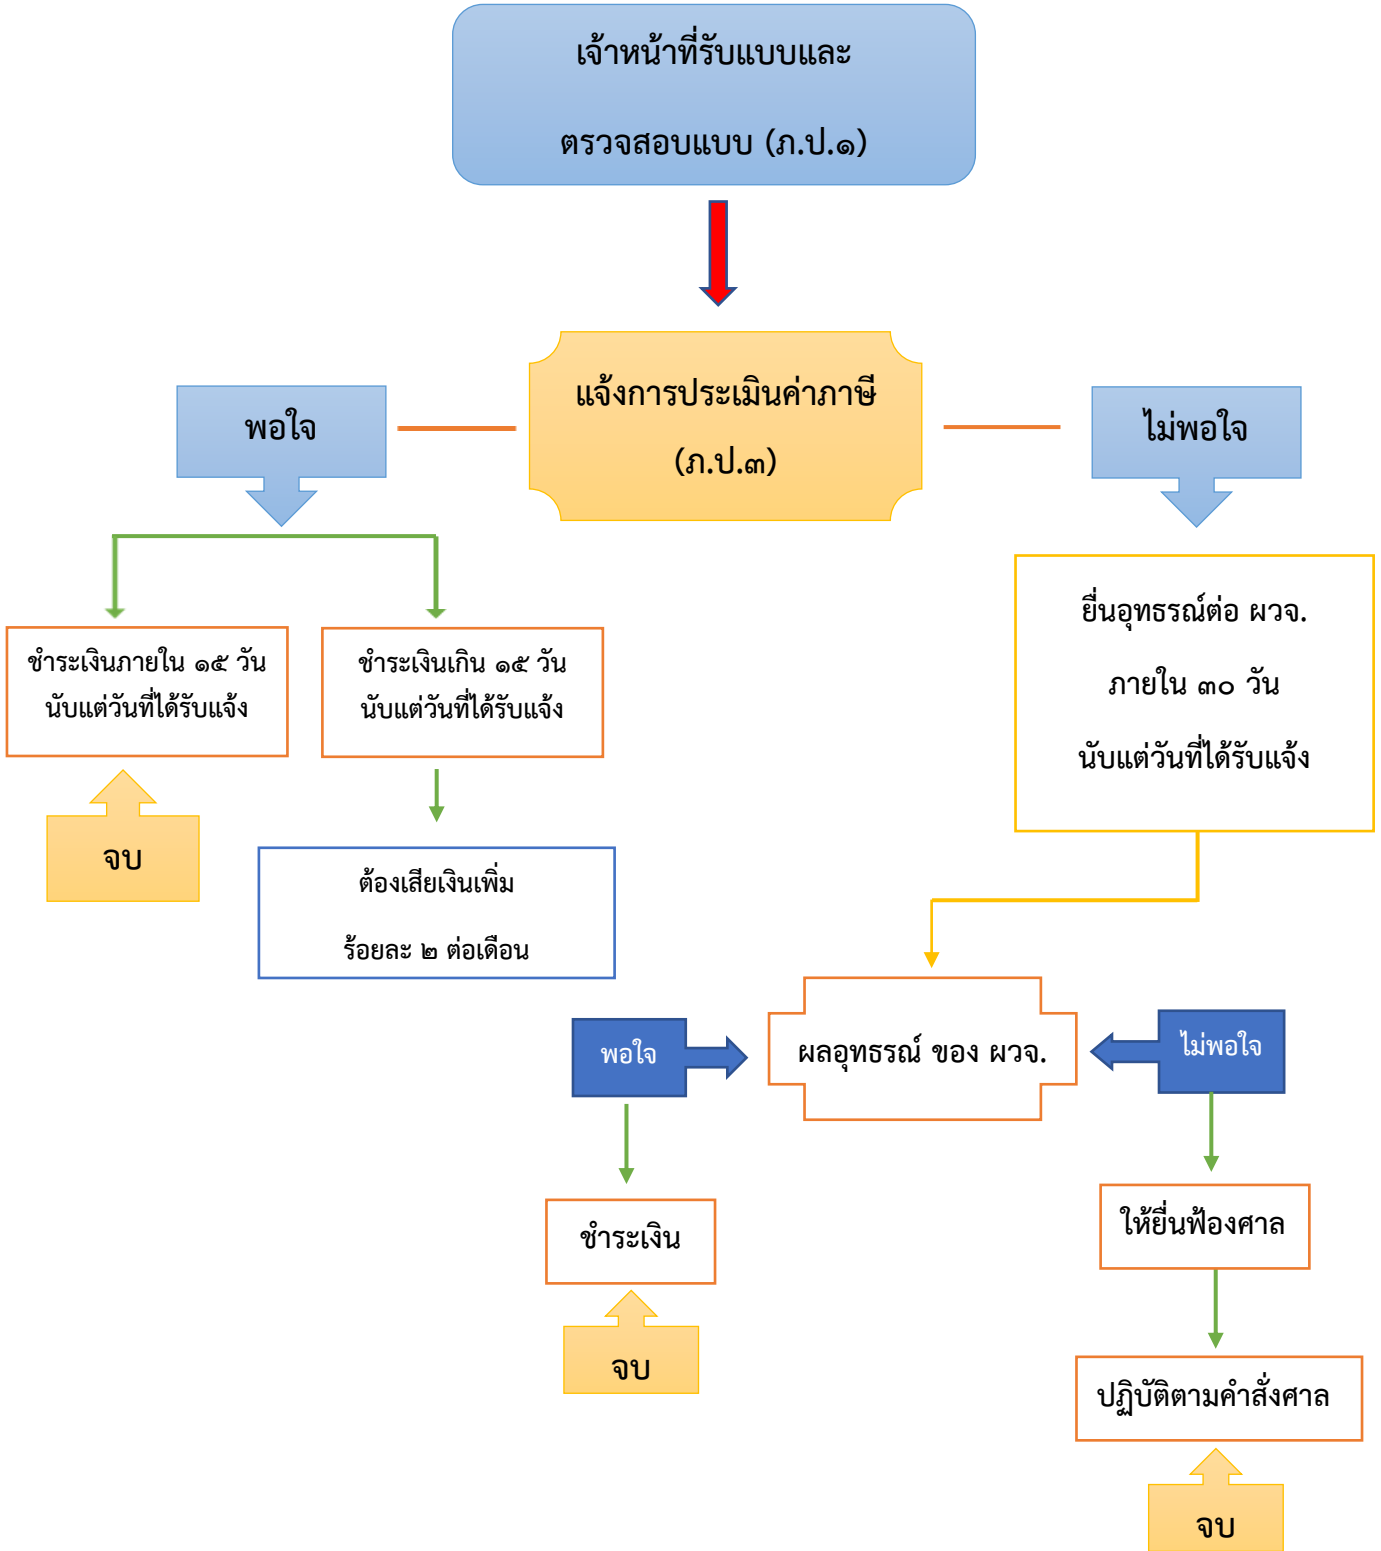 เจ้าหน้าที่รับแบบและ
ตรวจสอบแบบ (ภ.ป.๑)
แจ้งการประเมินค่าภาษี
(ภ.ป.๓)
พอใจ
ไม่พอใจ
ชำระเงินภายใน ๑๕ วัน
นับแต่วันที่ได้รับแจ้ง
จบ
ชำระเงินเกิน ๑๕ วัน
นับแต่วันที่ได้รับแจ้ง
ต้องเสียเงินเพิ่ม
ร้อยละ ๒ ต่อเดือน
ยื่นอุทธรณ์ต่อ ผวจ.
ภายใน ๓๐ วัน
นับแต่วันที่ได้รับแจ้ง
ผลอุทธรณ์ ของ ผวจ.
พอใจ
ไม่พอใจ
ชำระเงิน
จบ
ให้ยื่นฟ้องศาล
ปฏิบัติตามคำสั่งศาล
จบ